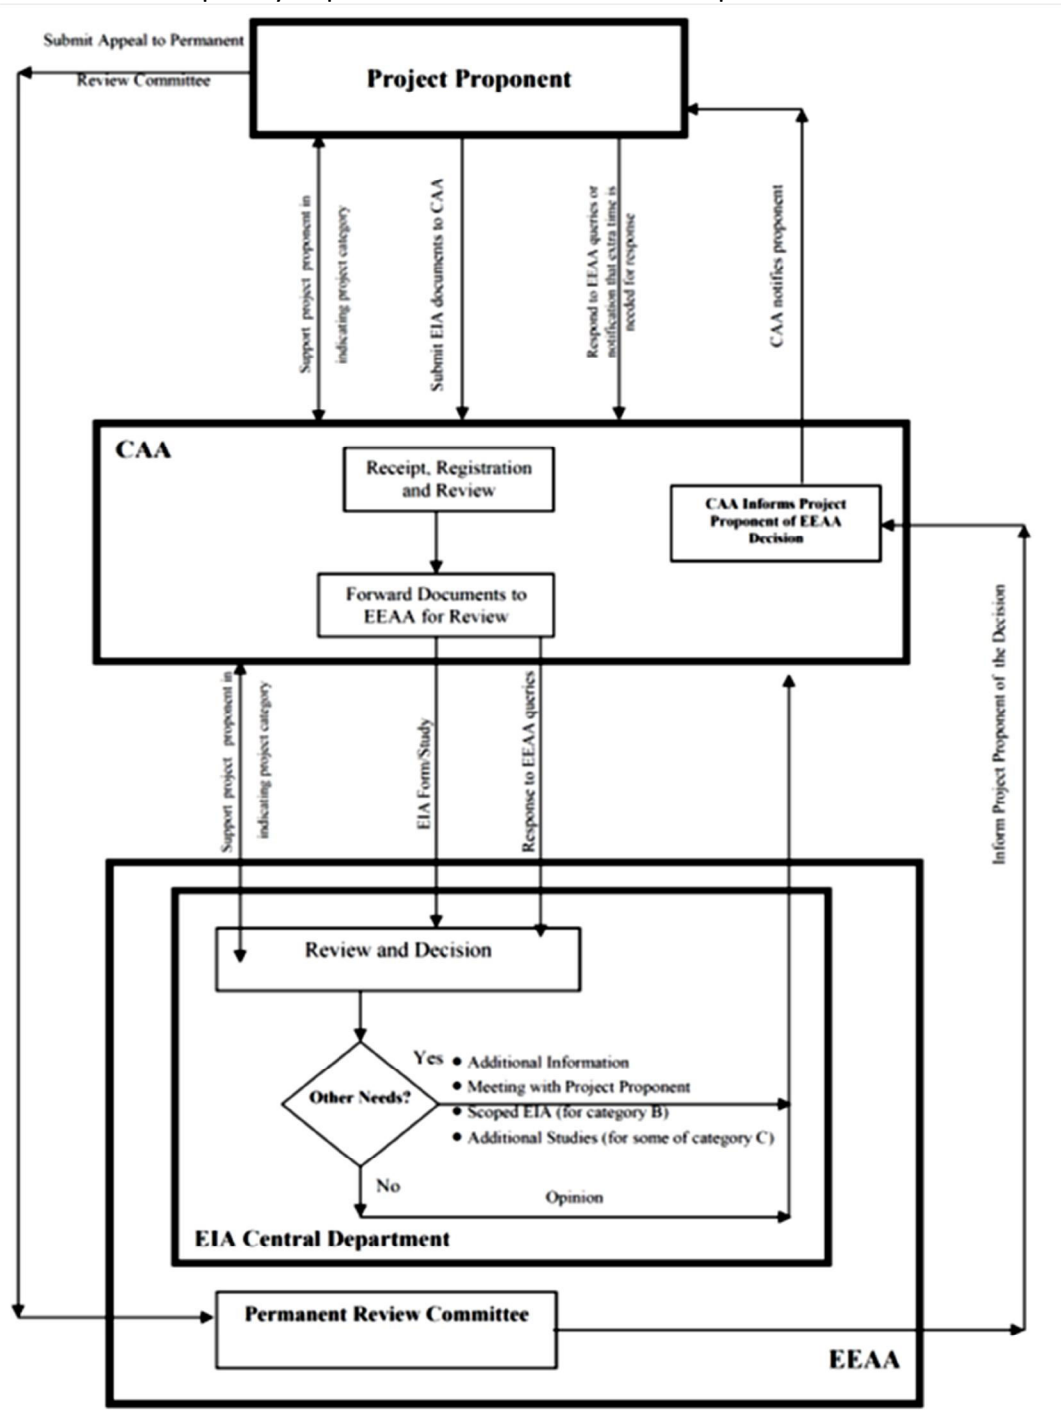 Submit Appeal to Permanent
Review Committee
Project Proponent
Support project proponent in
indicating project category
Submit EIA documents to CAA
Respond to EEAA queries or
notification that extra time is
needed for response
CAA notifies proponent
CAA
Receipt, Registration
and Review
CAA Informs Project
Proponent of EEAA
Decision
Forward Documents to
EEAA for Review
Support project proponent in
indicating project category
EIA Form/Study
Response to EEAA queries
Inform Project Proponent of the Decision
Review and Decision
Other Needs?
Yes
• Additional Information
• Meeting with Project Proponent
• Scoped EIA (for category B)
• Additional Studies (for some of category C)
No
Opinion
EIA Central Department
Permanent Review Committee
EEAA